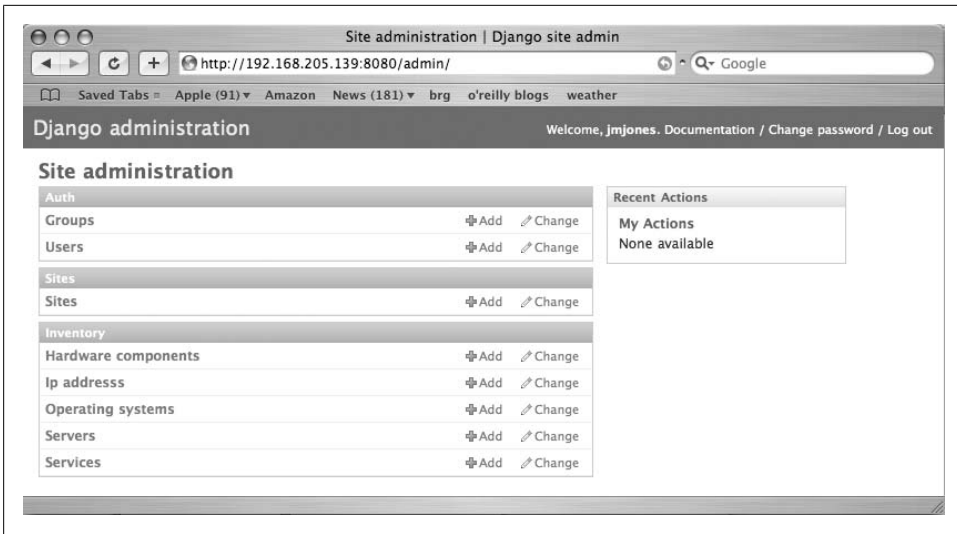 Site administration | Django site admin
http://192.168.205.139:8080/admin/
Google
Saved Tabs Apple (91) Amazon News (181) brg o'reilly blogs weather
Django administration
Welcome, jmjones. Documentation / Change password / Log out
Site administration
Auth
Groups Add Change
Users Add Change
Sites
Sites Add Change
Inventory
Hardware components Add Change
Ip addresss Add Change
Operating systems Add Change
Servers Add Change
Services Add Change
Recent Actions
My Actions
None available